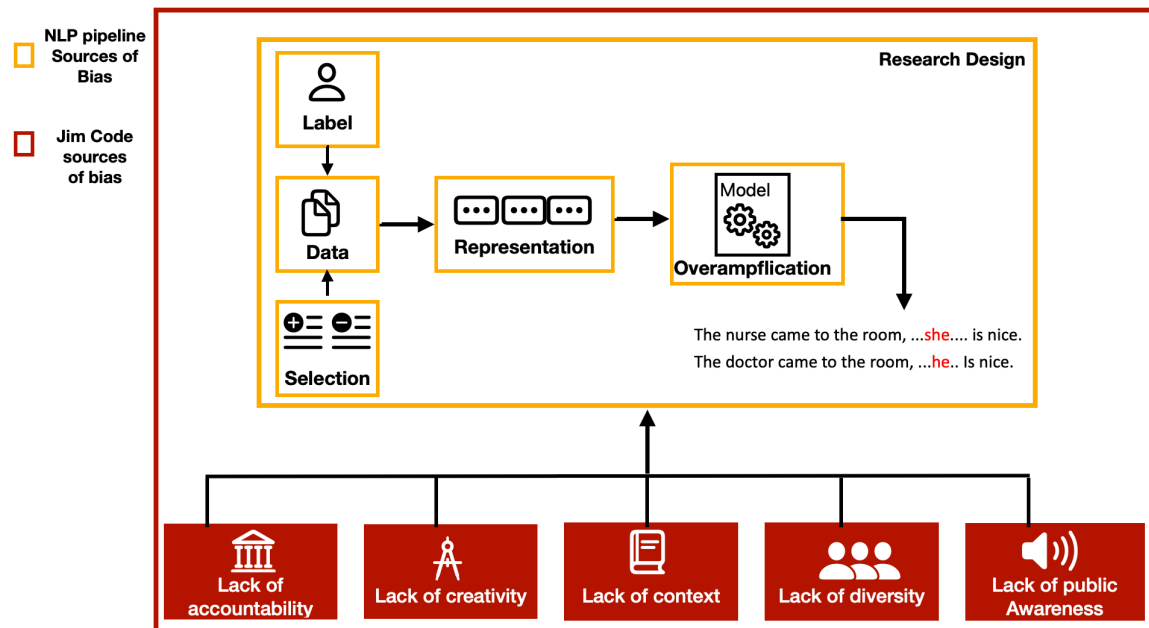 NLP pipeline
Sources of
Bias
Jim Code
sources
of bias
Research Design
Label
Data
Selection
Representation
Model
Overampflication
The nurse came to the room, ...she.... is nice.
The doctor came to the room, ...he.. Is nice.
Lack of
accountability
Lack of creativity
Lack of context
Lack of diversity
Lack of public
Awareness